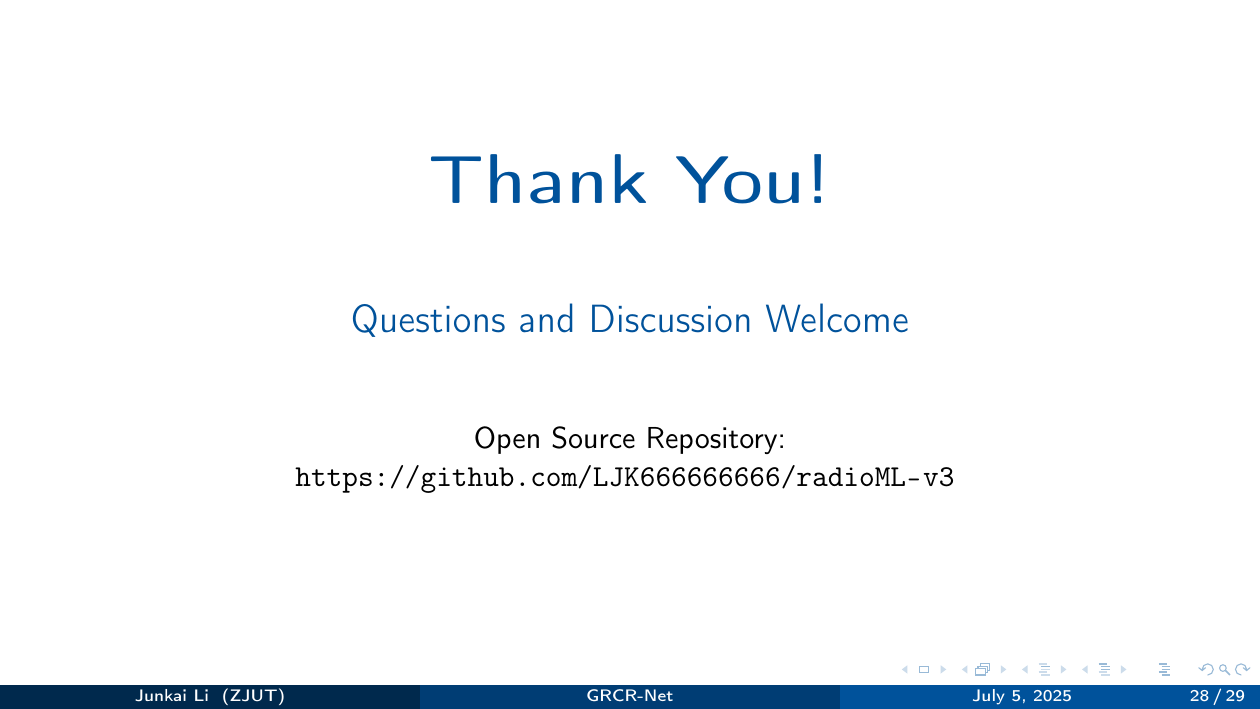 Thank You!
Questions and Discussion Welcome
Open Source Repository:
https://github.com/LJK666666666/radioML-v3
Junkai Li (ZJUT)
GRCR-Net
July 5, 2025
28 / 29